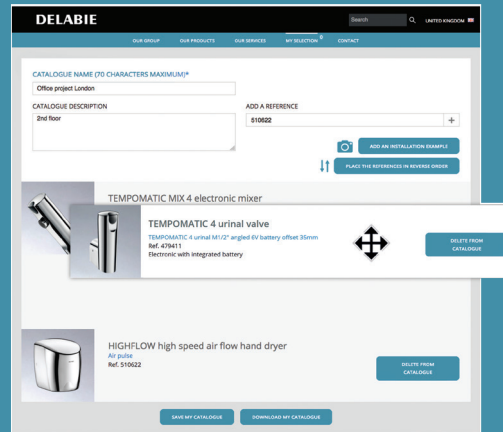 DELABIE
Search
UNITED KINGDOM
OUR GROUP
OUR PRODUCTS
OUR SERVICES
MY SELECTION 0
CONTACT
CATALOGUE NAME (70 CHARACTERS MAXIMUM)*
Office project London
CATALOGUE DESCRIPTION
2nd floor
ADD A REFERENCE
510622
+
ADD AN INSTALLATION EXAMPLE
PLACE THE REFERENCES IN REVERSE ORDER
TEMPOMATIC MIX 4 electronic mixer
TEMPOMATIC 4 urinal valve
TEMPOMATIC 4 urinal M1/2" angled 6V battery offset 35mm
Ref. 479411
Electronic with integrated battery
DELETE FROM
CATALOGUE
HIGHFLOW high speed air flow hand dryer
Air pulse
Ref. 510622
DELETE FROM
CATALOGUE
SAVE MY CATALOGUE
DOWNLOAD MY CATALOGUE